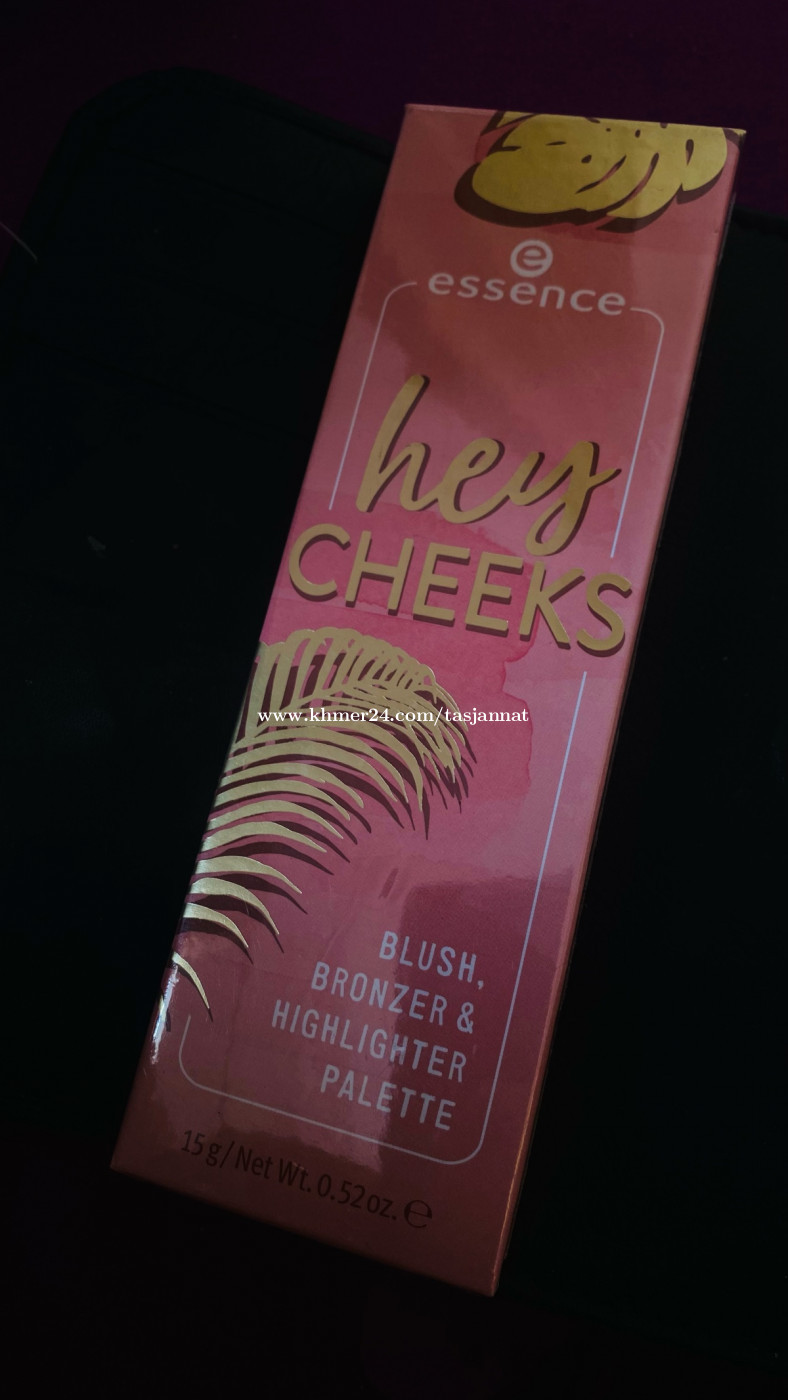 e
essence
hey
CHEEKS
www.khmer24.com/tasjannat
BLUSH,
BRONZER &
HIGHLIGHTER
PALETTE
15 g/ Net Wt. 0.52 oz. ℮